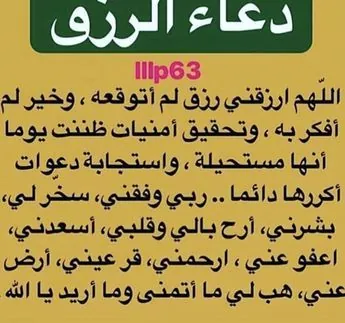 دعاء الرزق
lllp63
اللّهم ارزقني رزق لم أتوقعه ، وخير لم
أفكر به ، وتحقيق أمنيات ظننت يوما
أنها مستحيلة ، واستجابة دعوات
أكررها دائما .. ربي وفقني، سخّر لي،
بشرني، أرح بالي وقلبي، أسعدني،
اعفو عني ، ارحمني، قر عيني، أرض
عني، هب لي ما أتمنى وما أريد يا الله